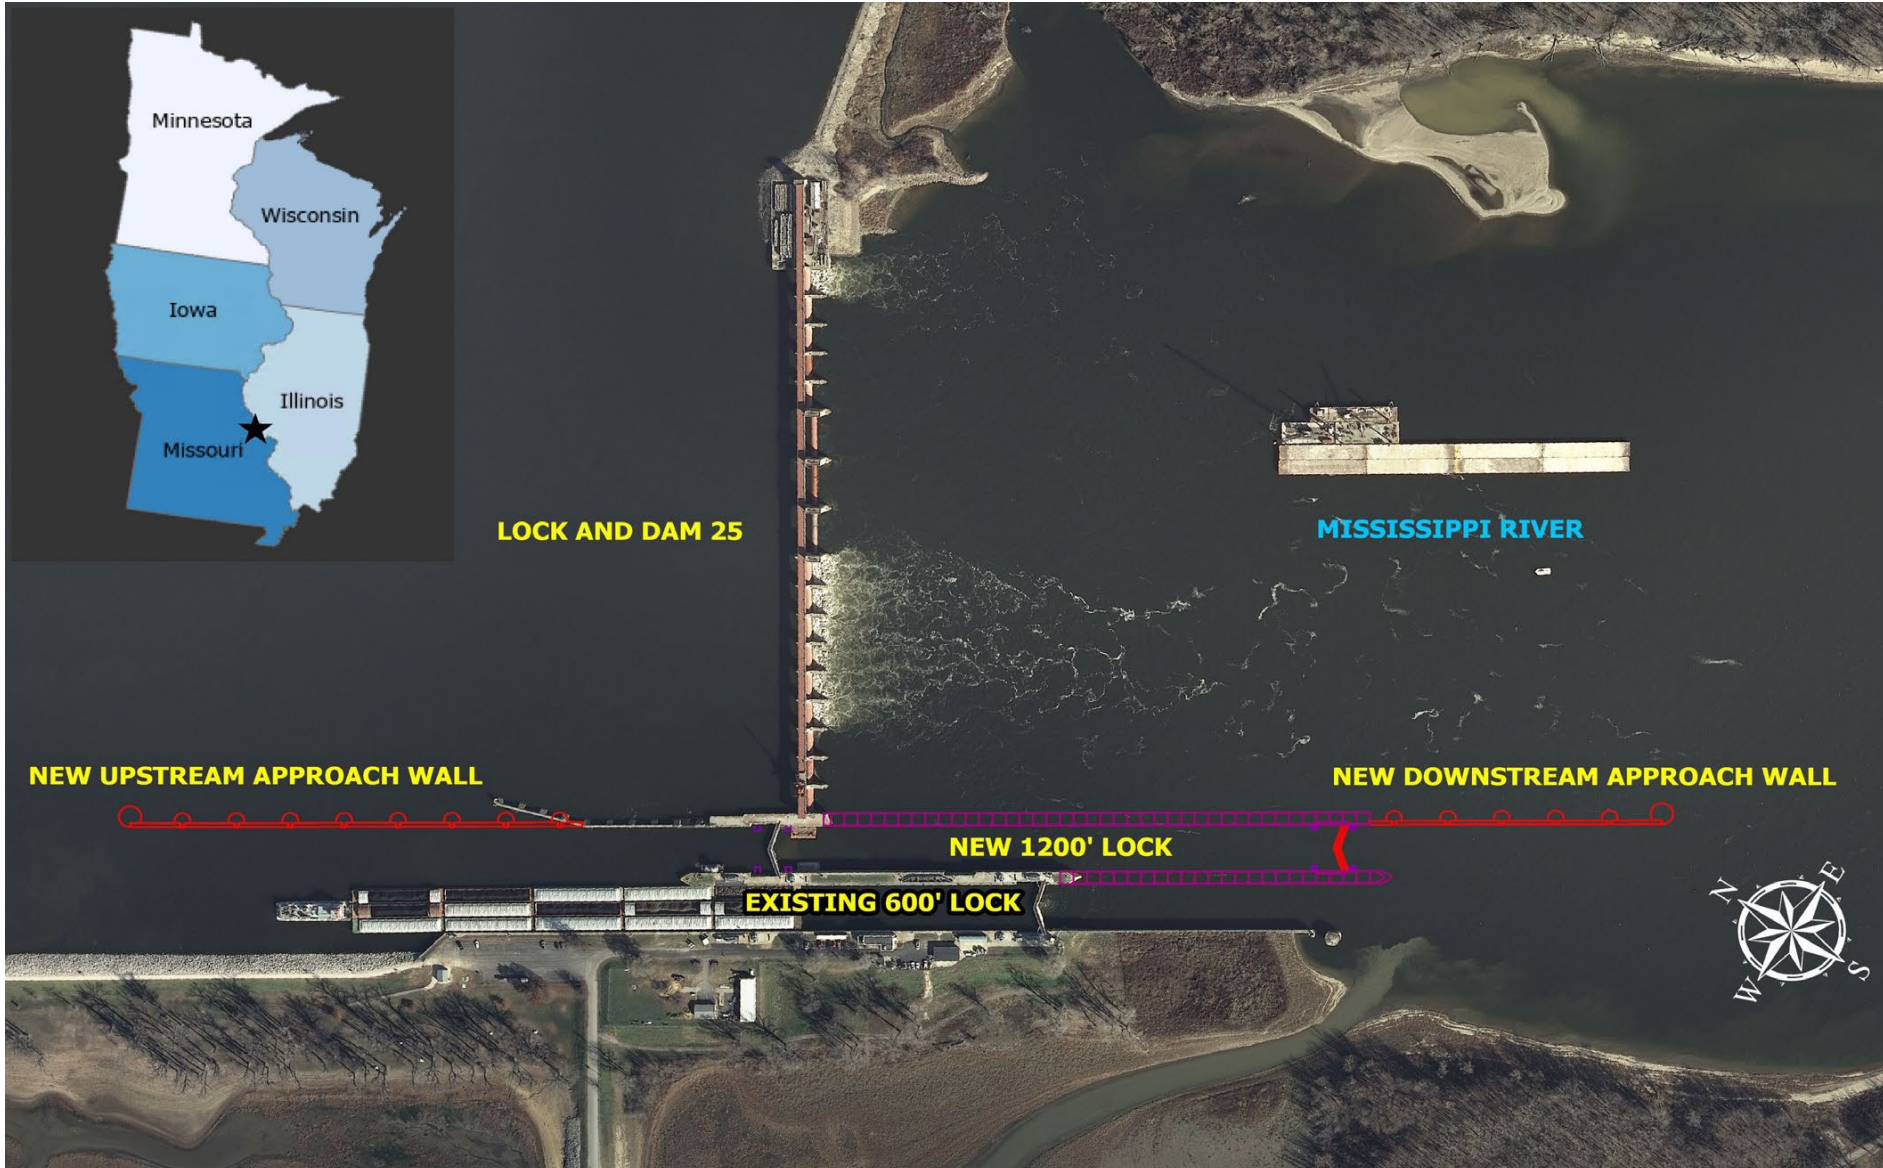 Minnesota
Wisconsin
Iowa
Illinois
Missouri
LOCK AND DAM 25
MISSISSIPPI RIVER
NEW UPSTREAM APPROACH WALL
NEW DOWNSTREAM APPROACH WALL
NEW 1200' LOCK
EXISTING 600' LOCK
N
E
W
S